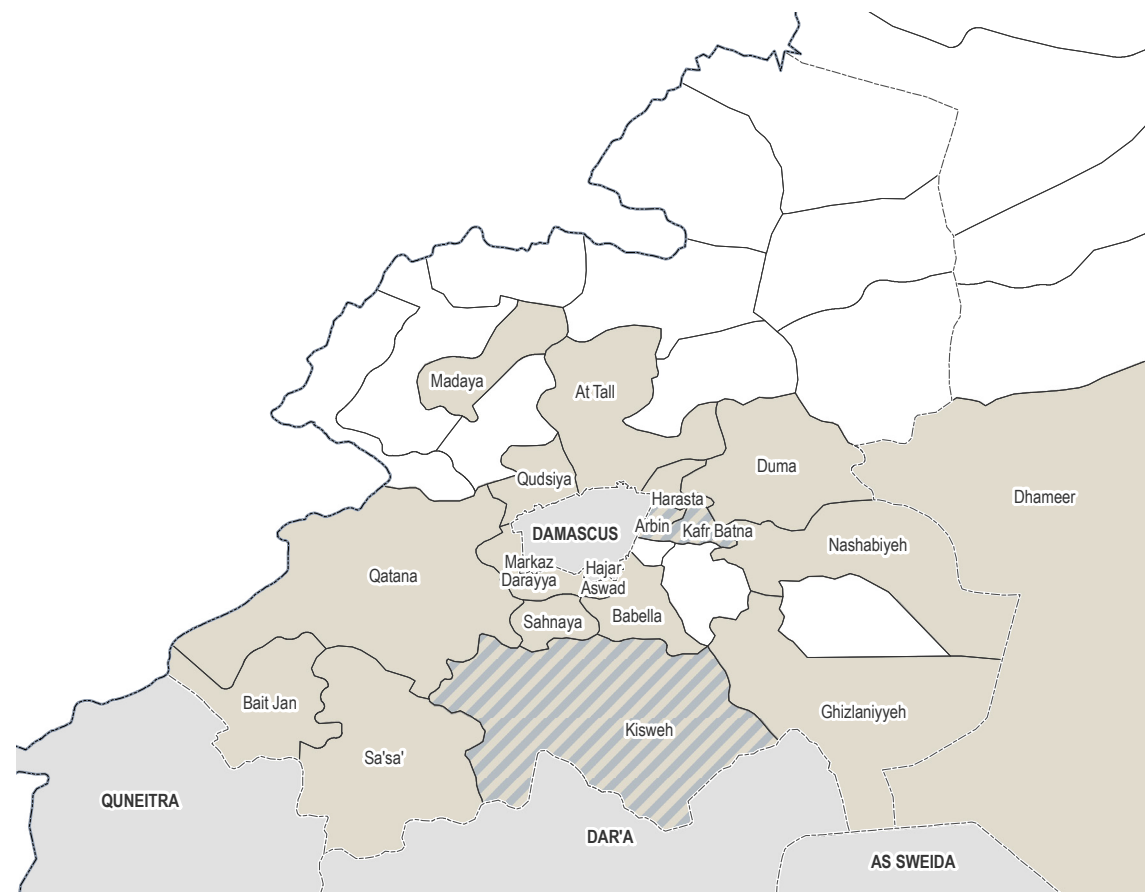 Madaya
At Tall
Duma
Qudsiya
Harasta
Dhameer
Arbin
Kafr Batna
DAMASCUS
Nashabiyeh
Markaz
Darayya
Hajar-
Aswad
Qatana
Sahnaya
Babella
Bait Jan
Ghizlaniyyeh
Kisweh
Sa'sa'
QUNEITRA
DAR'A
AS SWEIDA